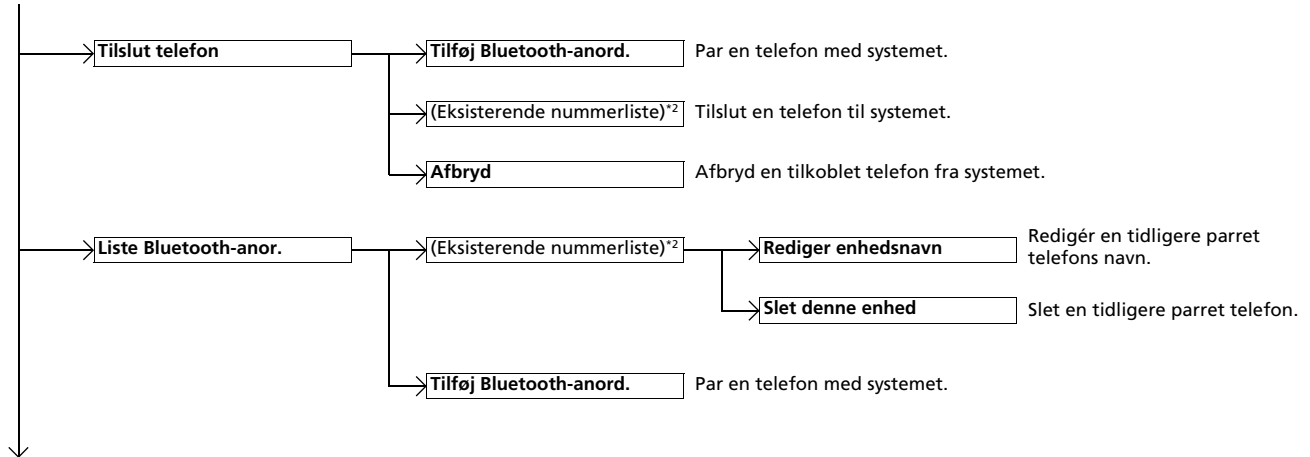 Tilslut telefon
Tilføj Bluetooth-anord. Par en telefon med systemet.
(Eksisterende nummerliste)*2 Tilslut en telefon til systemet.
Afbryd Afbryd en tilkoblet telefon fra systemet.
Liste Bluetooth-anor.
(Eksisterende nummerliste)*2
Rediger enhedsnavn
Redigér en tidligere parret
telefons navn.
Slet denne enhed Slet en tidligere parret telefon.
Tilføj Bluetooth-anord. Par en telefon med systemet.